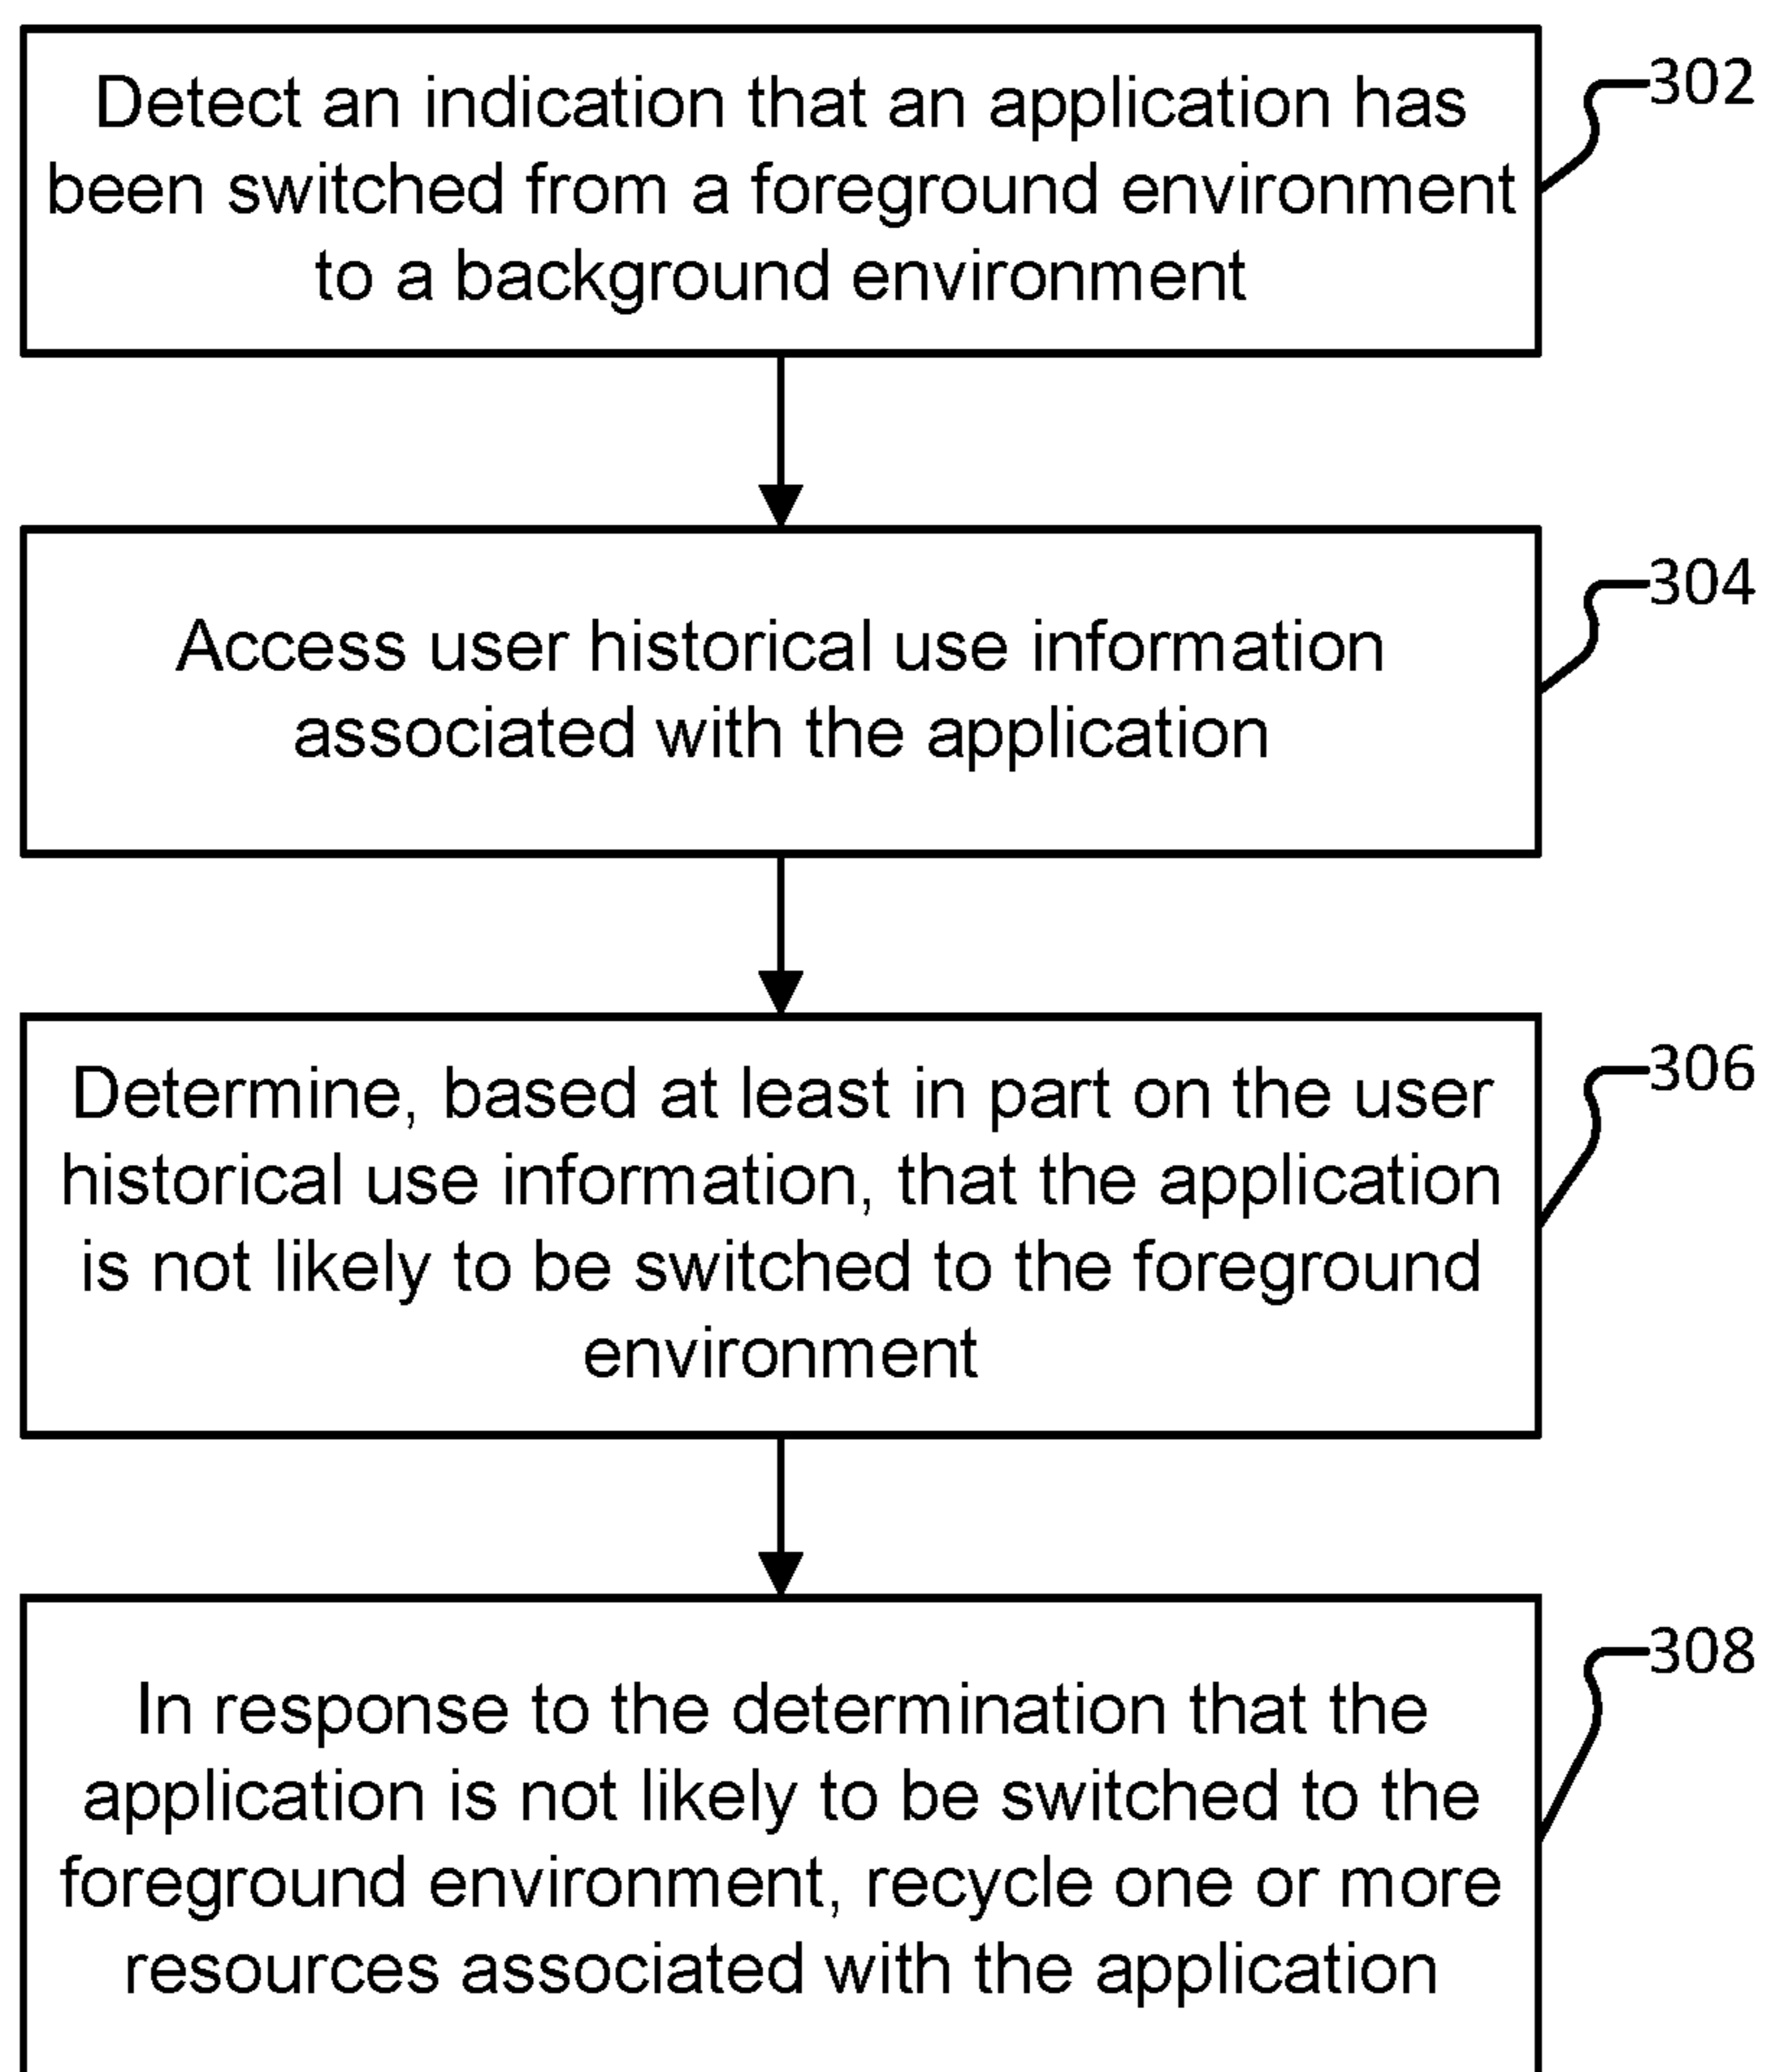 Detect an indication that an application has
been switched from a foreground environment
to a background environment
302
Access user historical use information
associated with the application
304
Determine, based at least in part on the user
historical use information, that the application
is not likely to be switched to the foreground
environment
306
In response to the determination that the
application is not likely to be switched to the
foreground environment, recycle one or more
resources associated with the application
308